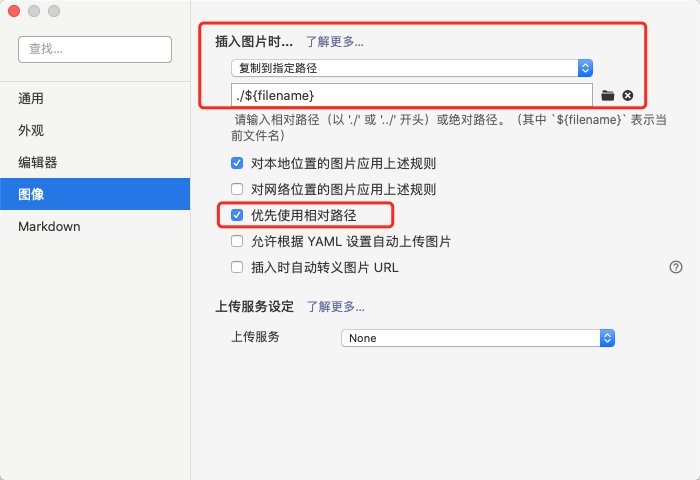 查找...
通用
外观
编辑器
图像
Markdown
插入图片时... 了解更多...
复制到指定路径
./${filename}
请输入相对路径（以 './' 或 '../' 开头）或绝对路径。（其中 `${filename}` 表示当
前文件名）
对本地位置的图片应用上述规则
对网络位置的图片应用上述规则
优先使用相对路径
允许根据 YAML 设置自动上传图片
插入时自动转义图片 URL
上传服务设定 了解更多...
上传服务 None